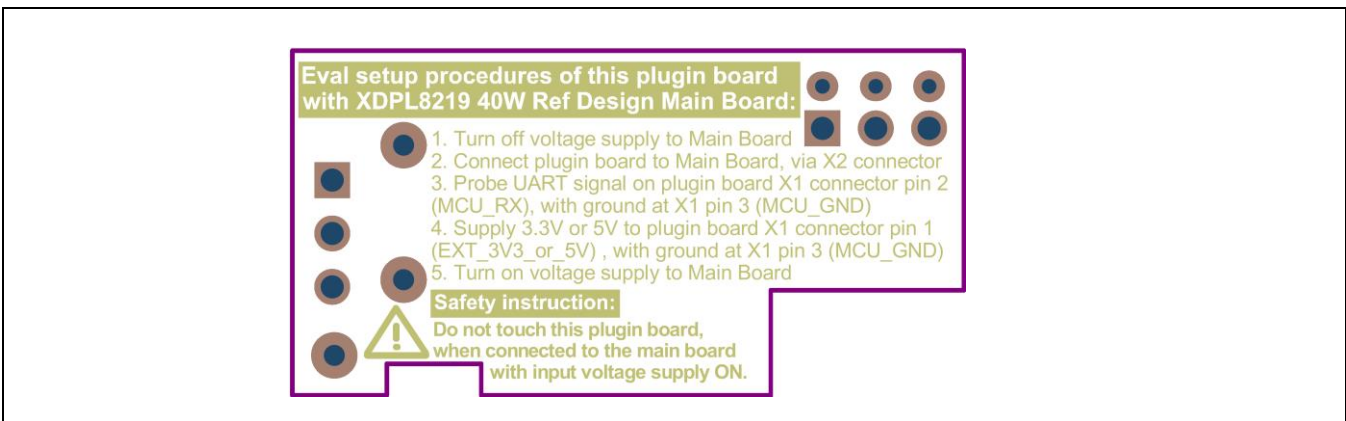 Eval setup procedures of this plugin board
with XDPL8219 40W Ref Design Main Board:
1. Turn off voltage supply to Main Board
2. Connect plugin board to Main Board, via X2 connector
3. Probe UART signal on plugin board X1 connector pin 2
(MCU_RX), with ground at X1 pin 3 (MCU_GND)
4. Supply 3.3V or 5V to plugin board X1 connector pin 1
(EXT_3V3_or_5V) , with ground at X1 pin 3 (MCU_GND)
5. Turn on voltage supply to Main Board
Safety instruction:
Do not touch this plugin board,
when connected to the main board
with input voltage supply ON.